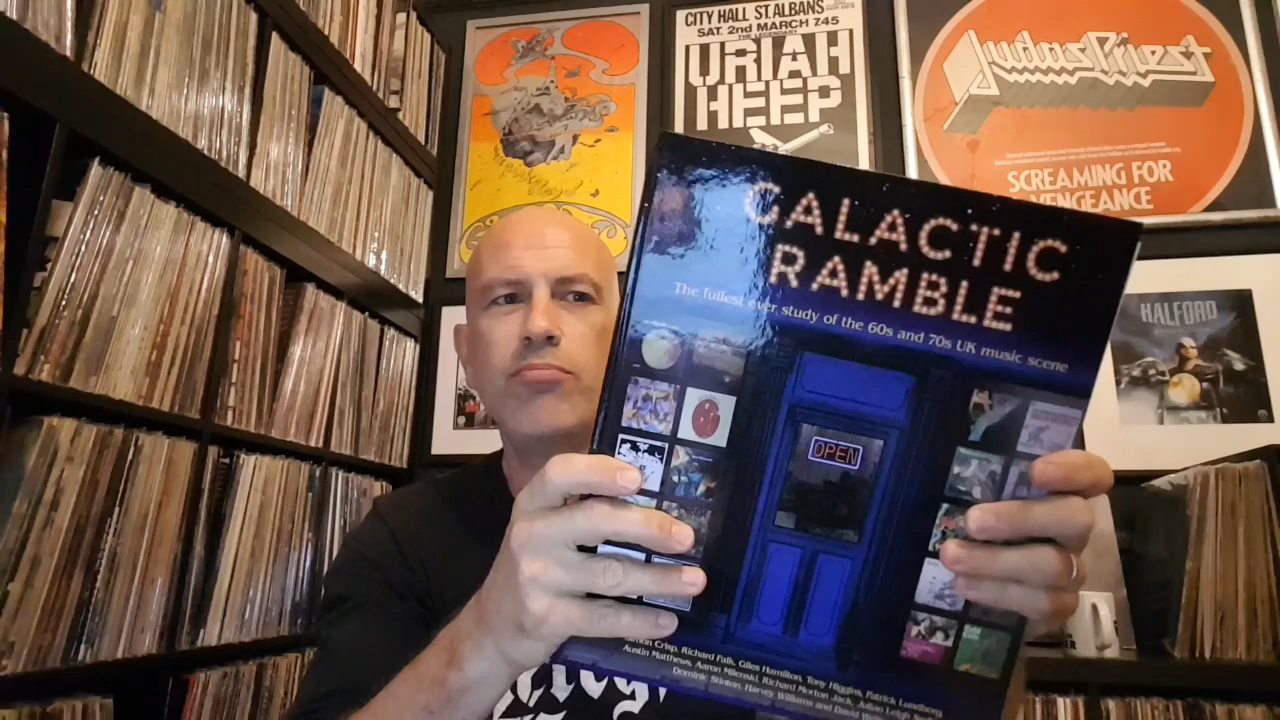 CITY HALL ST.ALBANS
SAT. 2nd MARCH 7.45
THE LEGENDARY
URIAH
HEEP
Judas Priest
SCREAMING FOR
VENGEANCE
GALACTIC
RAMBLE
The fullest ever study of the 60s and 70s UK music scene
OPEN
HALFORD
Simon Crisp, Richard Falk, Giles Hamilton, Tony Higgins, Patrick Lundborg,
Austin Matthews, Aaron Milenski, Richard Morton Jack, Julian Leigh
Dominic Stinton, Harvey Williams and David